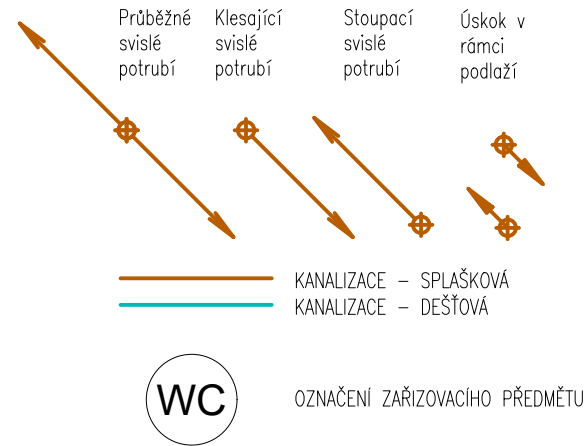 Průběžné
svislé
potrubí
Klesající
svislé
potrubí
Stoupací
svislé
potrubí
Úskok v
rámci
podlaží
KANALIZACE – SPLAŠKOVÁ
KANALIZACE – DEŠŤOVÁ
WC
OZNAČENÍ ZAŘIZOVACÍHO PŘEDMĚTU